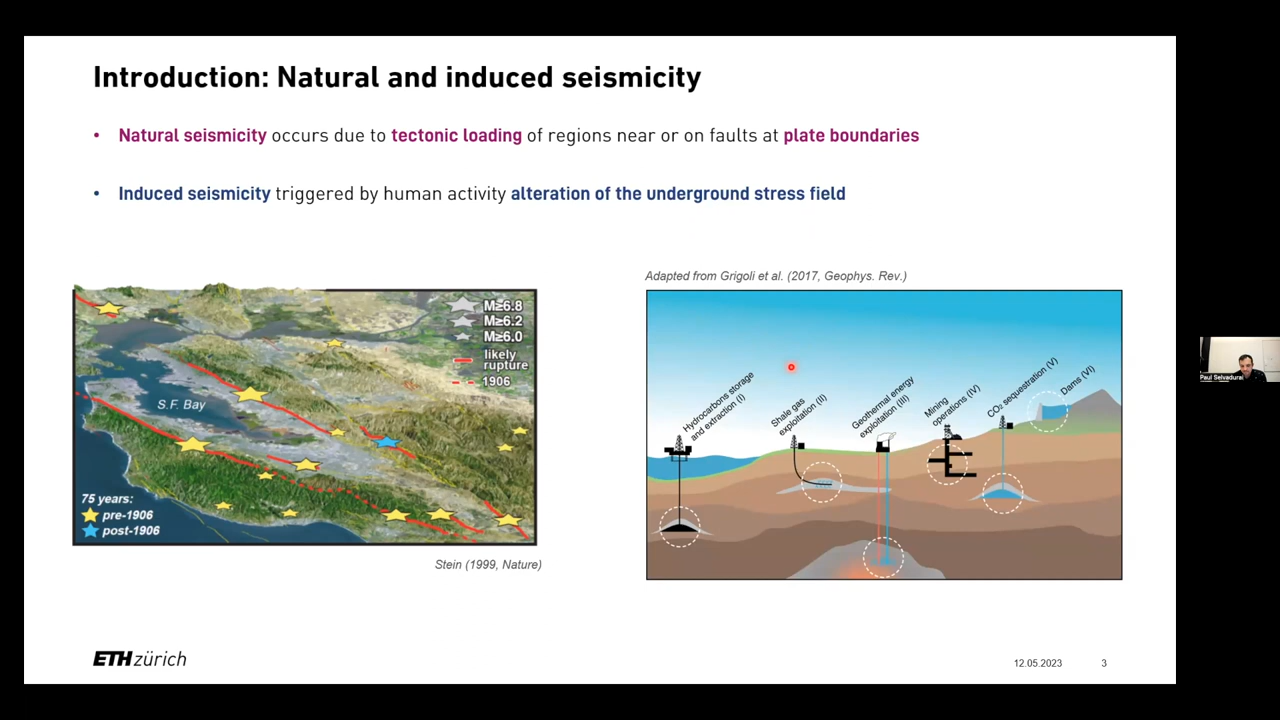 Introduction: Natural and induced seismicity
• Natural seismicity occurs due to tectonic loading of regions near or on faults at plate boundaries
• Induced seismicity triggered by human activity alteration of the underground stress field
M≥6.8
M≥6.2
M≥6.0
likely
rupture
1906
S.F. Bay
75 years:
pre-1906
post-1906
Stein (1999, Nature)
Adapted from Grigoli et al. (2017, Geophys. Rev.)
Hydrocarbons storage
and extraction (I)
Shale gas
exploitation (II)
Geothermal energy
exploitation (III)
Mining
operations (IV)
CO₂ sequestration (V)
Dams (VI)
Paul Selvadurai
ETH zürich
12.05.2023
3